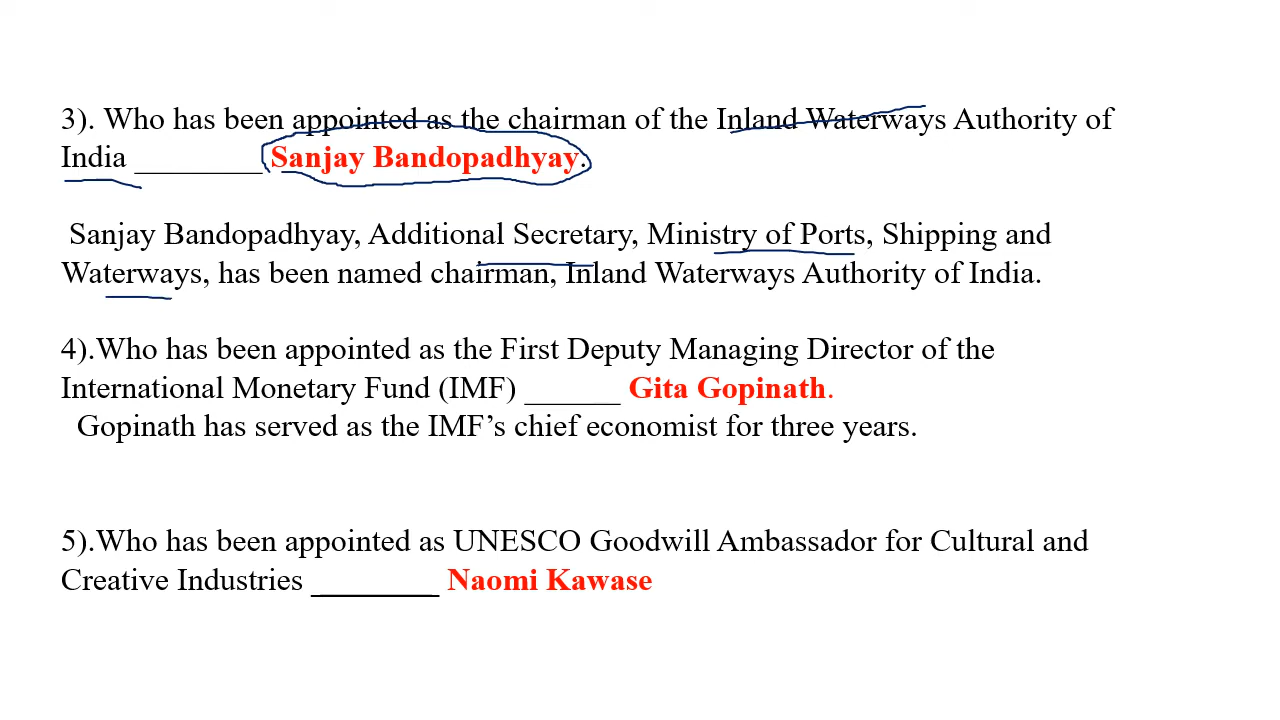 3). Who has been appointed as the chairman of the Inland Waterways Authority of
India ________ Sanjay Bandopadhyay.
Sanjay Bandopadhyay, Additional Secretary, Ministry of Ports, Shipping and
Waterways, has been named chairman, Inland Waterways Authority of India.
4).Who has been appointed as the First Deputy Managing Director of the
International Monetary Fund (IMF) ______ Gita Gopinath.
Gopinath has served as the IMF’s chief economist for three years.
5).Who has been appointed as UNESCO Goodwill Ambassador for Cultural and
Creative Industries ________ Naomi Kawase